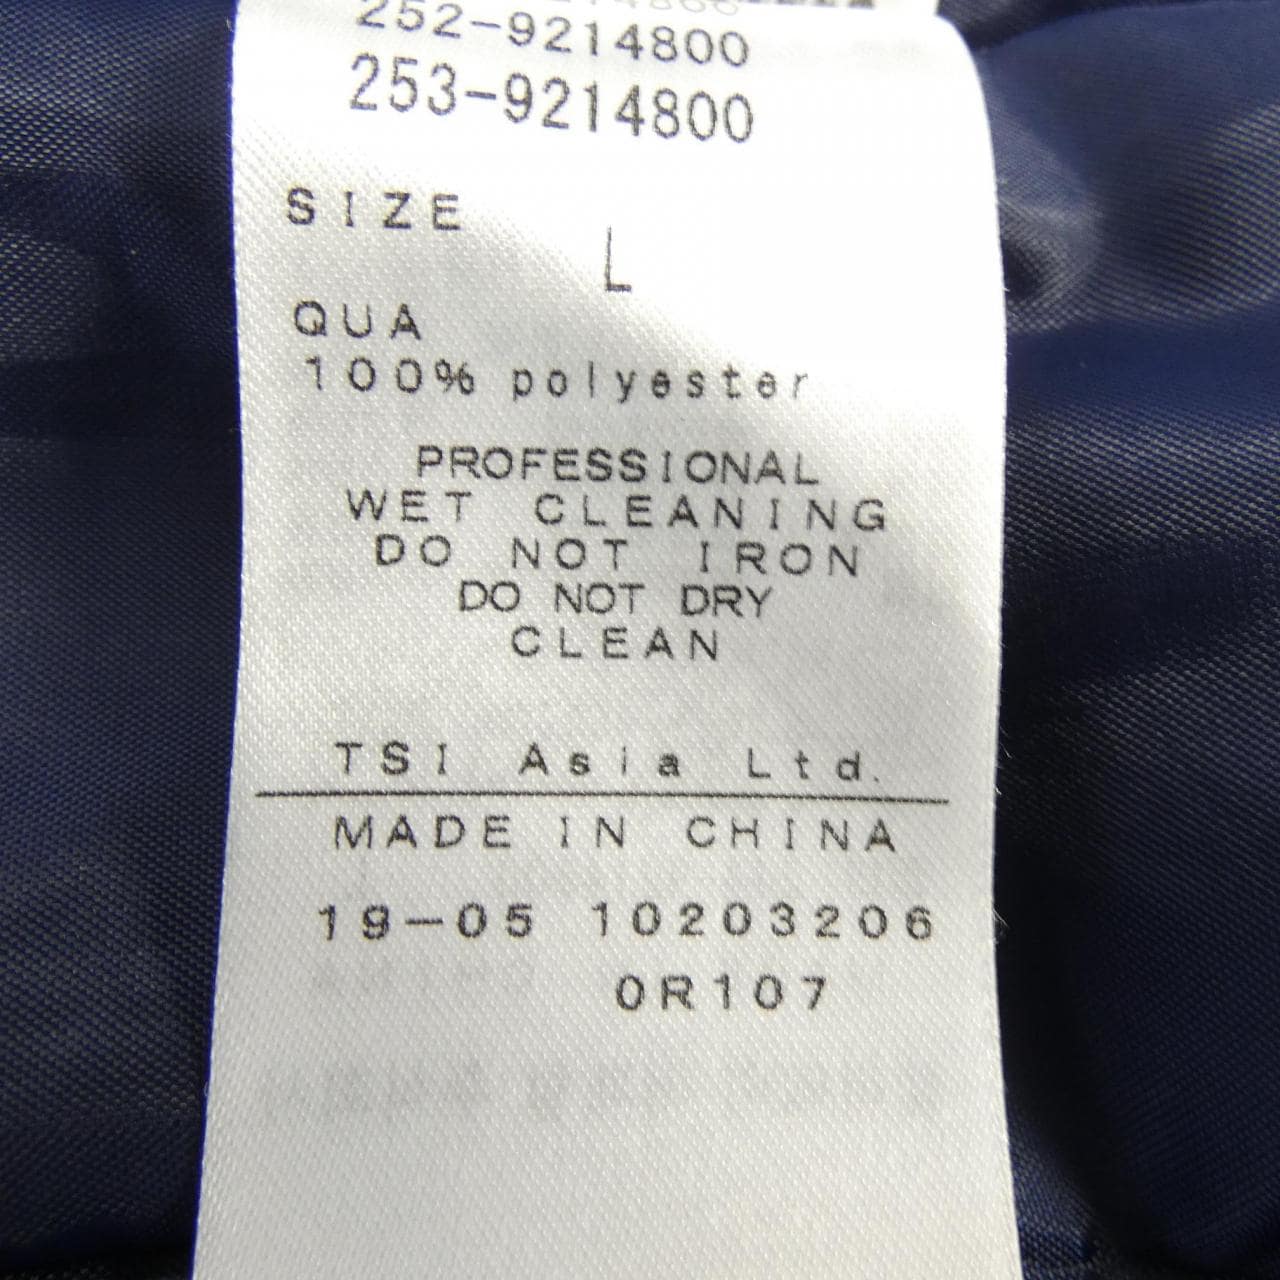 252-9214800
253-9214800
SIZE
L
QUA
100% polyester
PROFESSIONAL
WET CLEANING
DO NOT IRON
DO NOT DRY
CLEAN
TSI Asia Ltd.
MADE IN CHINA
19-05 10203206
0R107